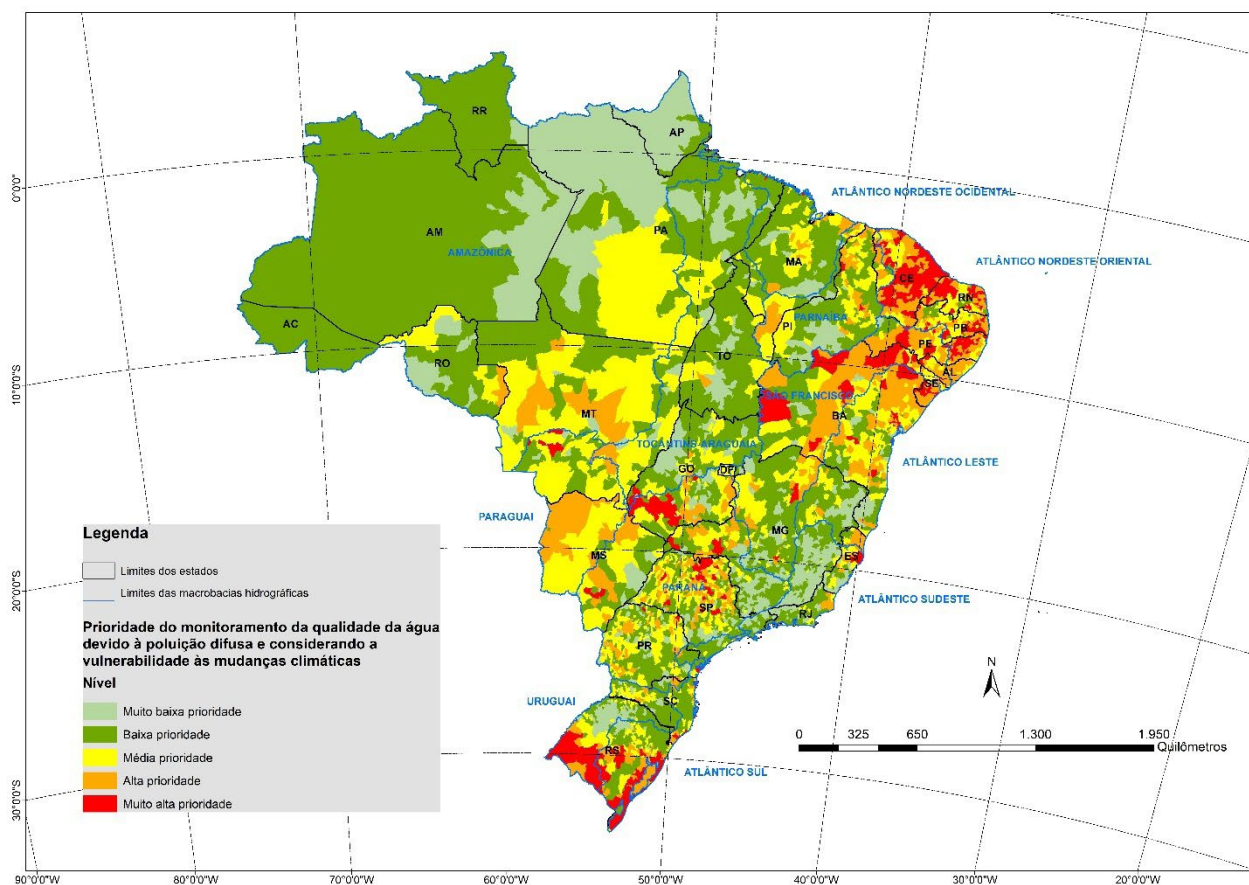 RR
AP
0°0'0"
ATLÂNTICO NORDESTE OCIDENTAL
AM
PA
AMAZÔNICA
MA
ATLÂNTICO NORDESTE ORIENTAL
CE
RN
AC
PARNAÍBA
PI
PB
PE
RO
TO
AL
SE
10°0'0"S
MT
SÃO FRANCISCO
BA
TOCANTINS-ARAGUAIA
GO
DF
ATLÂNTICO LESTE
PARAGUAI
MG
MS
ES
PARANÁ
SP
ATLÂNTICO SUDESTE
RJ
20°0'0"S
PR
SC
URUGUAI
RS
ATLÂNTICO SUL
30°0'0"S
N
0 325 650 1.300 1.950
Quilômetros
Legenda
Limites dos estados
Limites das macrobacias hidrográficas
Prioridade do monitoramento da qualidade da água
devido à poluição difusa e considerando a
vulnerabilidade às mudanças climáticas
Nível
Muito baixa prioridade
Baixa prioridade
Média prioridade
Alta prioridade
Muito alta prioridade
90°0'0"W 80°0'0"W 70°0'0"W 60°0'0"W 50°0'0"W 40°0'0"W 30°0'0"W 20°0'0"W